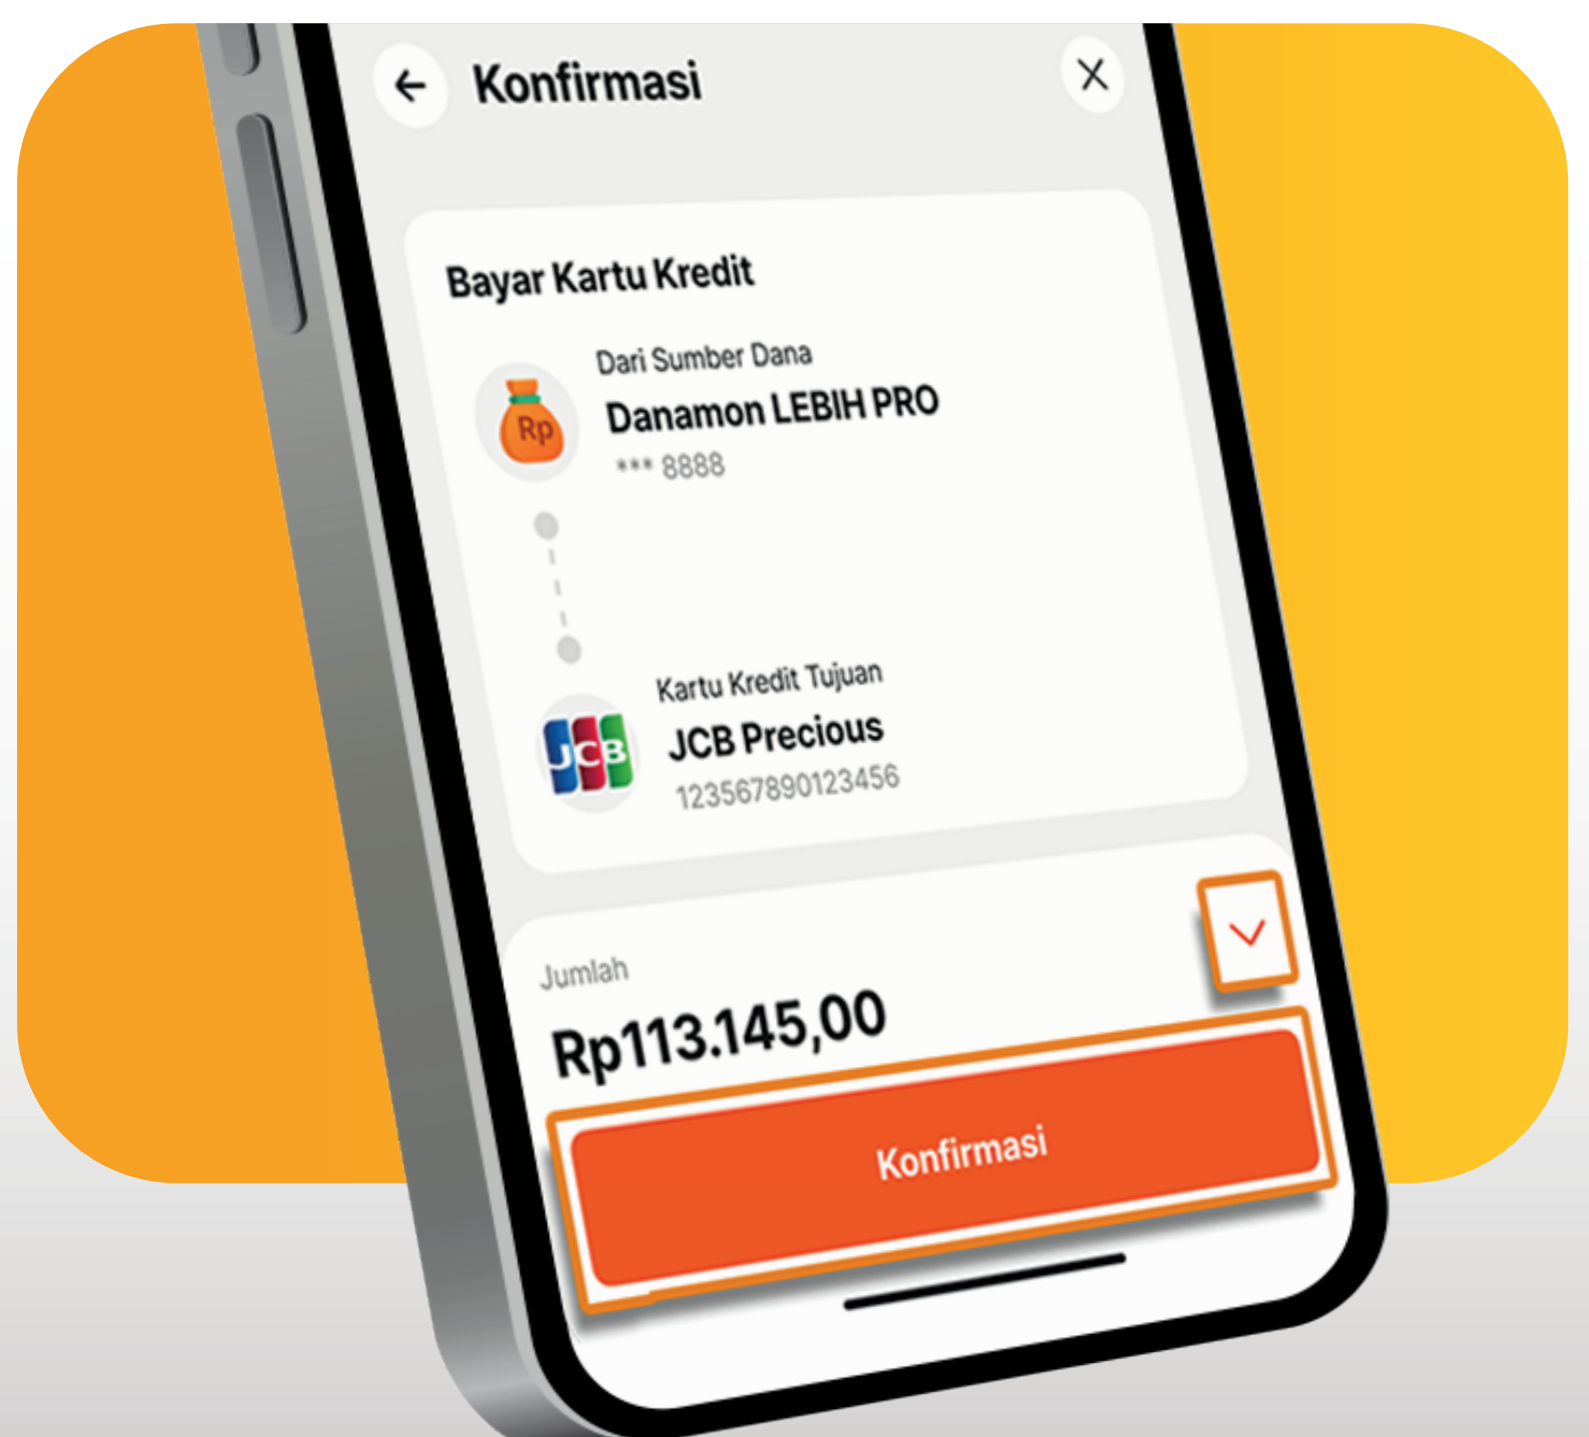 Konfirmasi
Bayar Kartu Kredit
Dari Sumber Dana
Rp
Danamon LEBIH PRO
*** 8888
Kartu Kredit Tujuan
JCB
JCB Precious
123567890123456
Jumlah
Rp113.145,00
Konfirmasi